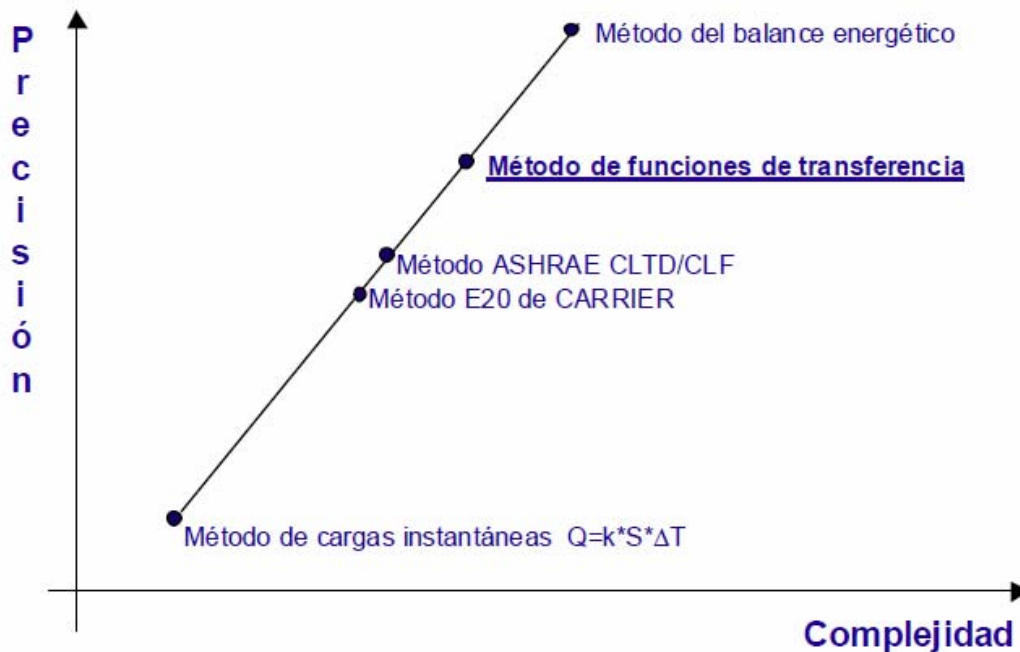 Precisión
Método del balance energético
Método de funciones de transferencia
Método ASHRAE CLTD/CLF
Método E20 de CARRIER
Método de cargas instantáneas Q=k*S*ΔT
Complejidad